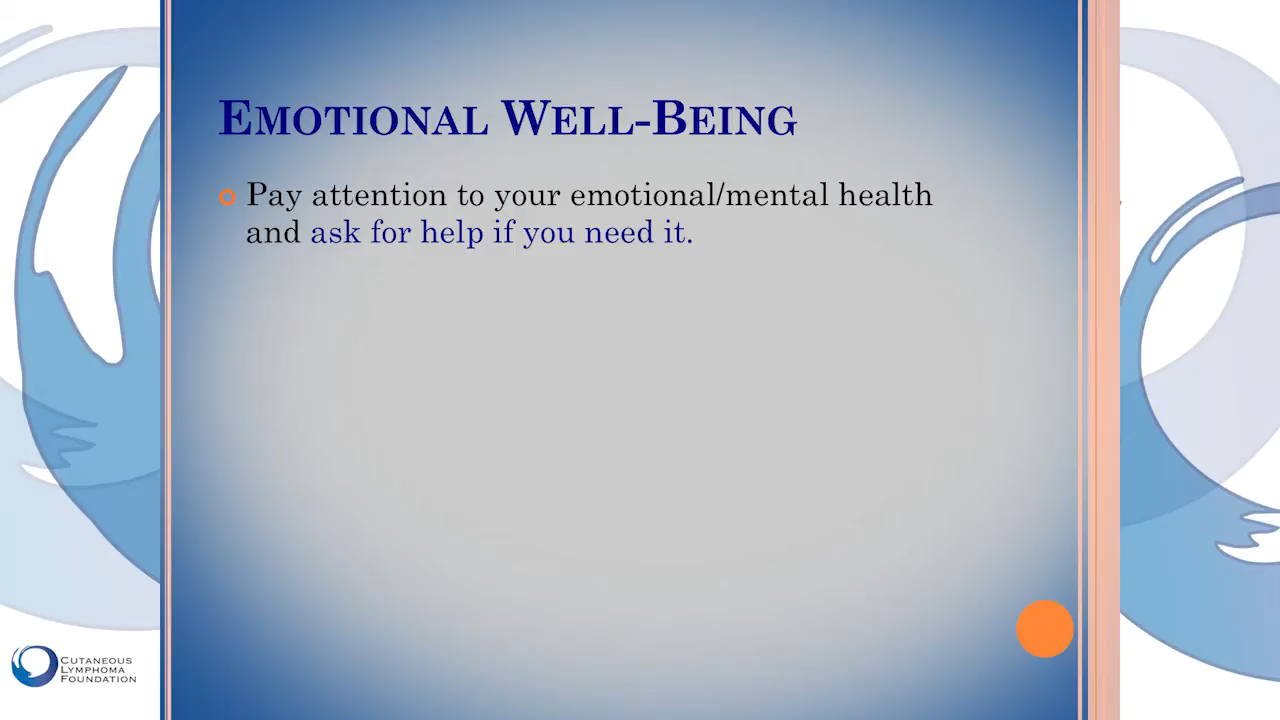 EMOTIONAL WELL-BEING
Pay attention to your emotional/mental health
and ask for help if you need it.
CUTANEOUS
LYMPHOMA
FOUNDATION